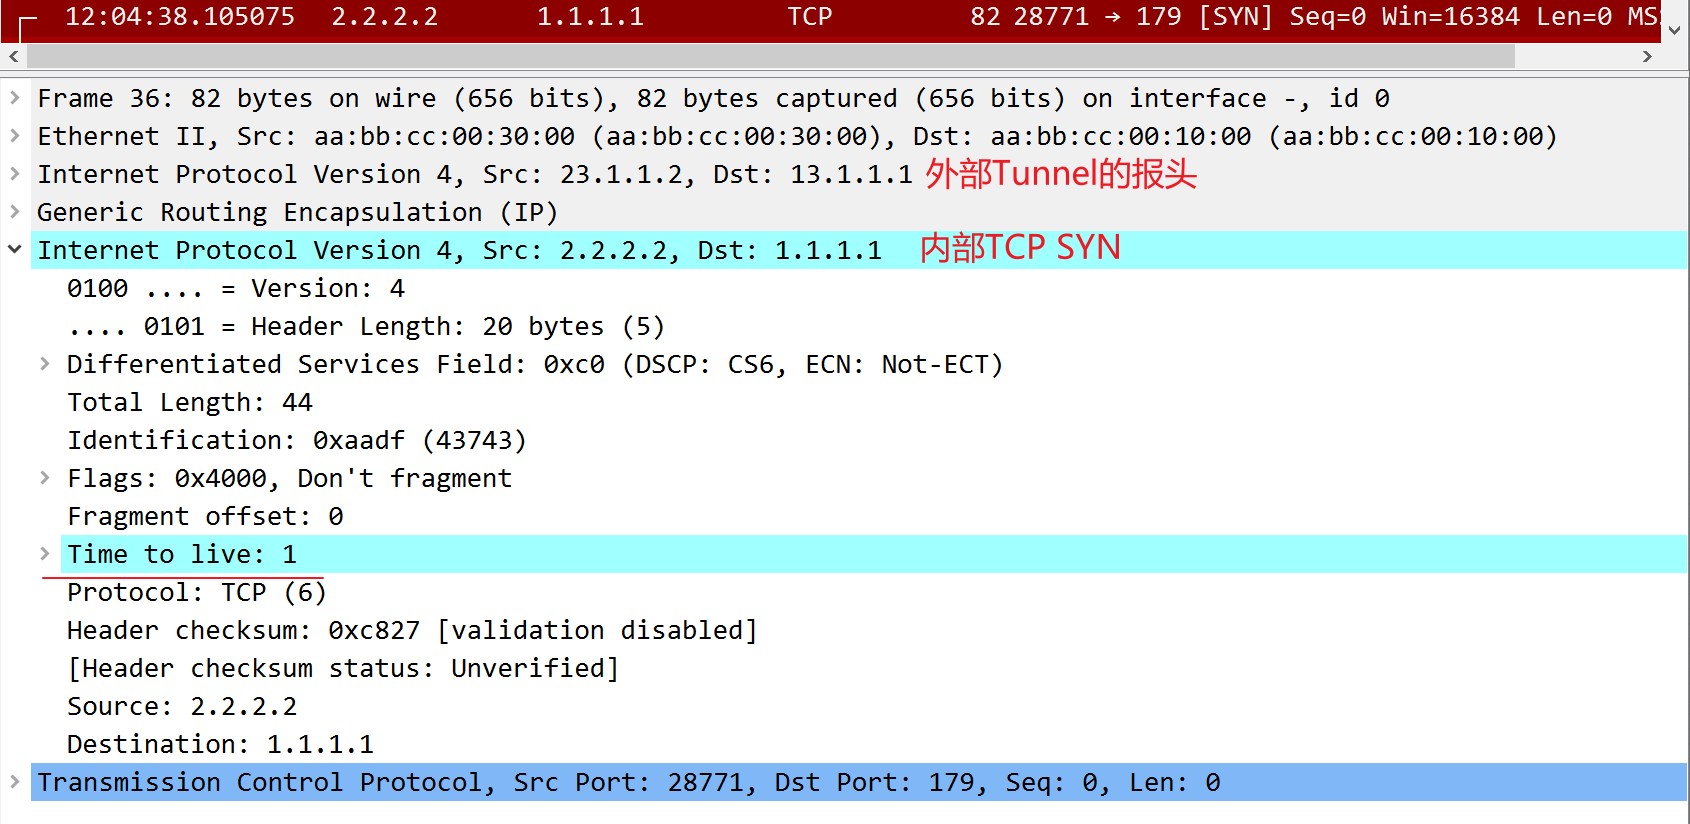 12:04:38.105075 2.2.2.2 1.1.1.1 TCP 82 28771 → 179 [SYN] Seq=0 Win=16384 Len=0
Frame 36: 82 bytes on wire (656 bits), 82 bytes captured (656 bits) on interface -, id 0
Ethernet II, Src: aa:bb:cc:00:30:00 (aa:bb:cc:00:30:00), Dst: aa:bb:cc:00:10:00 (aa:bb:cc:00:10:00)
Internet Protocol Version 4, Src: 23.1.1.2, Dst: 13.1.1.1 外部Tunnel的报头
Generic Routing Encapsulation (IP)
Internet Protocol Version 4, Src: 2.2.2.2, Dst: 1.1.1.1 内部TCP SYN
0100 .... = Version: 4
.... 0101 = Header Length: 20 bytes (5)
Differentiated Services Field: 0xc0 (DSCP: CS6, ECN: Not-ECT)
Total Length: 44
Identification: 0xaadf (43743)
Flags: 0x4000, Don't fragment
Fragment offset: 0
Time to live: 1
Protocol: TCP (6)
Header checksum: 0xc827 [validation disabled]
[Header checksum status: Unverified]
Source: 2.2.2.2
Destination: 1.1.1.1
Transmission Control Protocol, Src Port: 28771, Dst Port: 179, Seq: 0, Len: 0